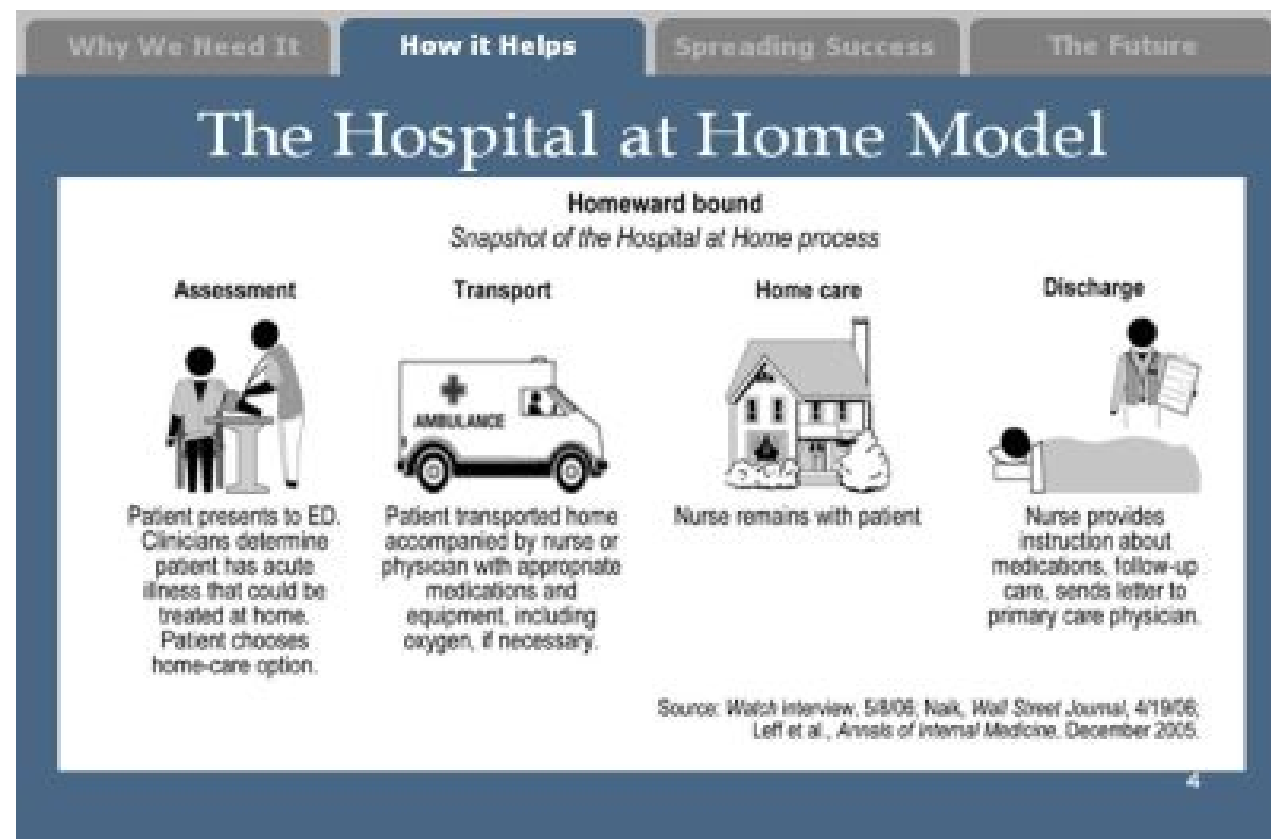 Why We Need It
How it Helps
Spreading Success
The Future
The Hospital at Home Model
Homeward bound
Snapshot of the Hospital at Home process
Assessment
Patient presents to ED.
Clinicians determine
patient has acute
illness that could be
treated at home.
Patient chooses
home-care option.
Transport
AMBULANCE
Patient transported home
accompanied by nurse or
physician with appropriate
medications and
equipment, including
oxygen, if necessary.
Home care
Nurse remains with patient
Discharge
Nurse provides
instruction about
medications, follow-up
care, sends letter to
primary care physician.
Source: Watch interview, 5/8/06; Naik, Wall Street Journal, 4/19/06;
Leff et al., Annals of Internal Medicine, December 2005.
4